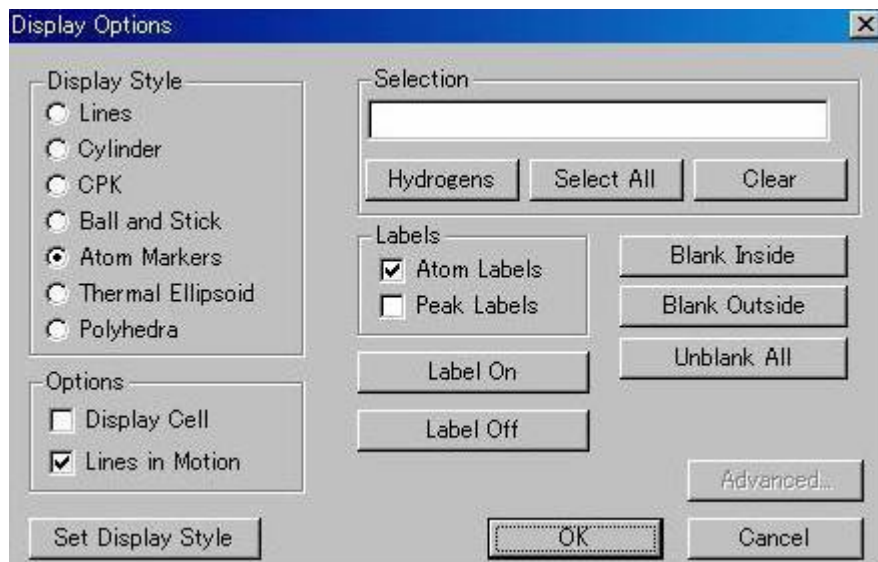 Display Options
Display Style
Lines
Cylinder
CPK
Ball and Stick
Atom Markers
Thermal Ellipsoid
Polyhedra
Options
Display Cell
Lines in Motion
Set Display Style
Selection
Hydrogens
Select All
Clear
Labels
Atom Labels
Peak Labels
Label On
Label Off
Blank Inside
Blank Outside
Unblank All
Advanced...
OK
Cancel